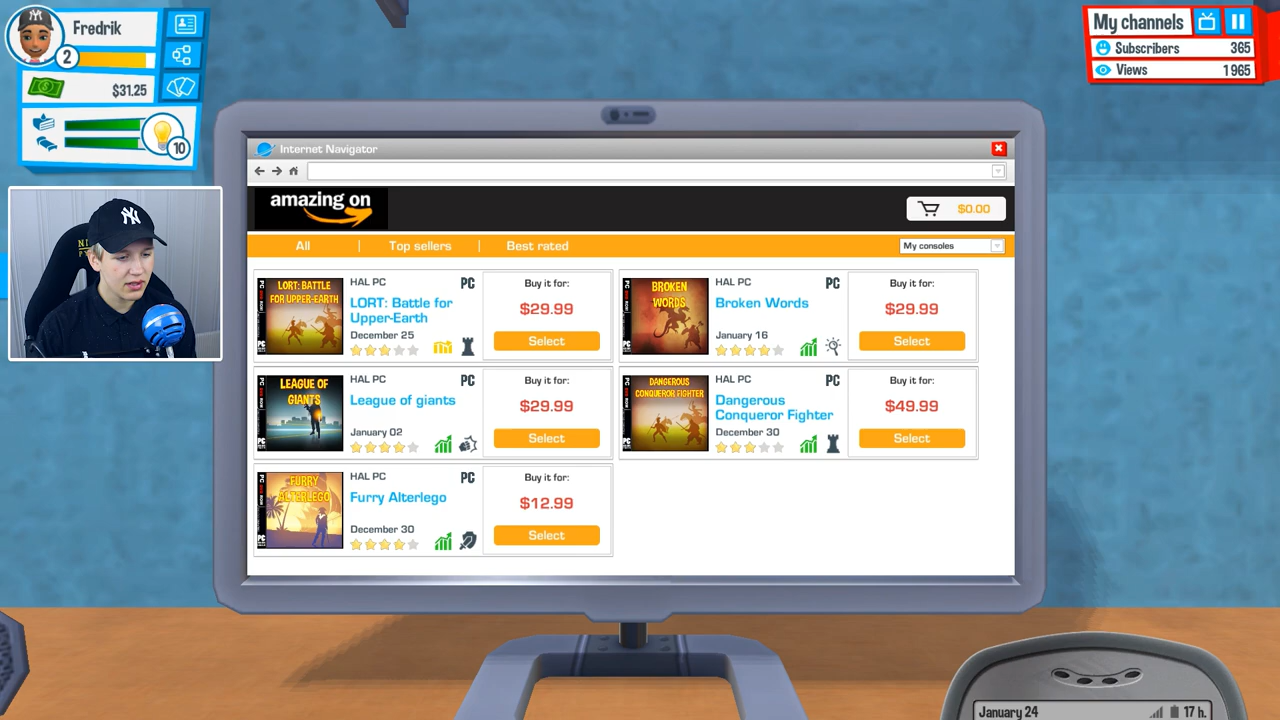 Fredrik
2
$31.25
10
My channels
Subscribers 365
Views 1965
Internet Navigator
amazing on
$0.00
All | Top sellers | Best rated
My consoles
LORT: BATTLE
FOR UPPER-EARTH
HAL PC PC
LORT: Battle for
Upper-Earth
December 25
Buy it for:
$29.99
Select
BROKEN
WORDS
HAL PC PC
Broken Words
January 16
Buy it for:
$29.99
Select
LEAGUE OF
GIANTS
HAL PC PC
League of giants
January 02
Buy it for:
$29.99
Select
DANGEROUS
CONQUEROR FIGHTER
HAL PC PC
Dangerous
Conqueror Fighter
December 30
Buy it for:
$49.99
Select
FURRY
ALTERLEGO
HAL PC PC
Furry Alterlego
December 30
Buy it for:
$12.99
Select
January 24 17 h.